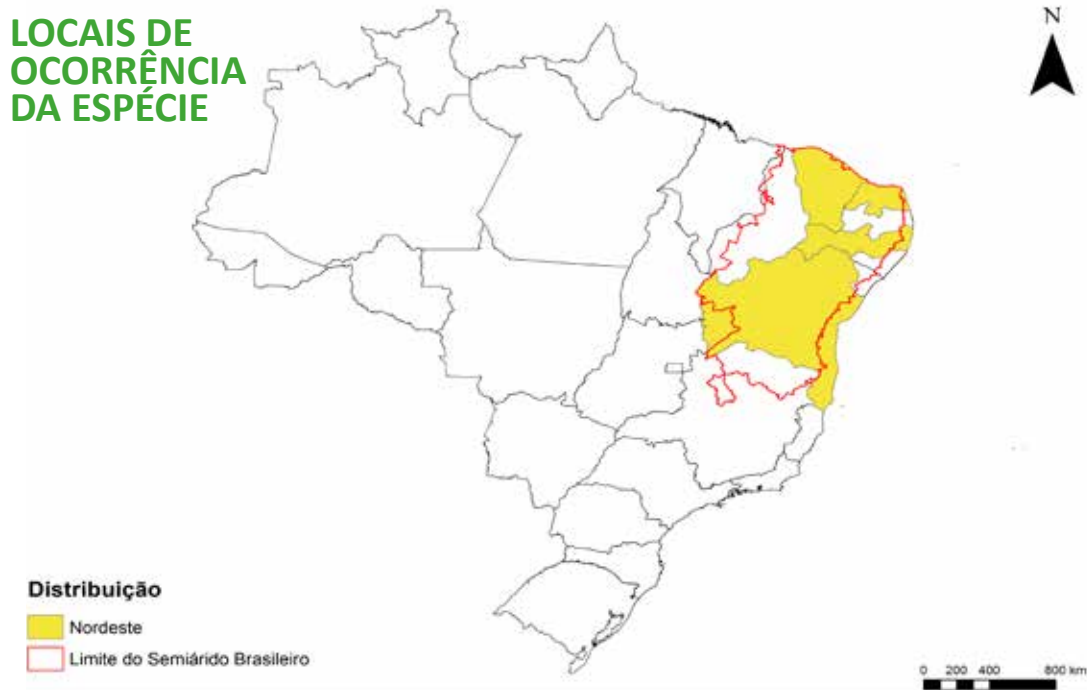 LOCAIS DE
OCORRÊNCIA
DA ESPÉCIE
N
Distribuição
Nordeste
Limite do Semiárido Brasileiro
0 200 400 800 km